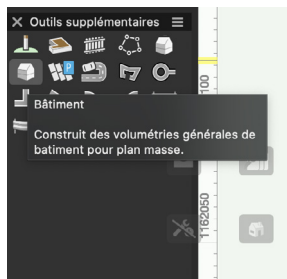 Outils supplémentaires
P
100
Bâtiment
Construit des volumétries générales de
batiment pour plan masse.
1162050